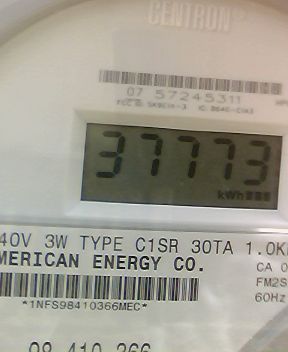 CENTRON
07 57245311
37773
kWh
40V 3W TYPE C1SR 30TA 1.0K
MERICAN ENERGY CO.
CA 0
FM2S
60Hz
*1NFS98410366MEC*
98 410 366